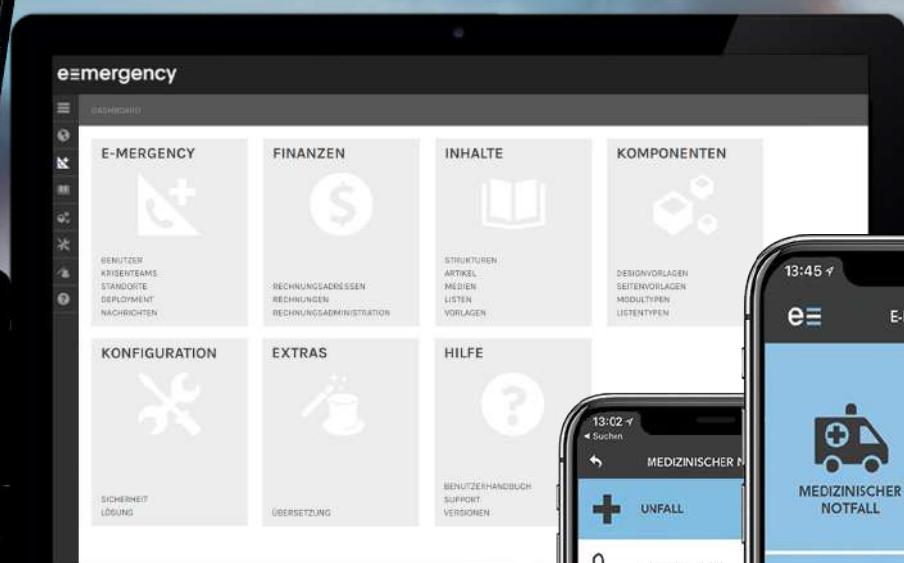 e≡mergency
DASHBOARD
E-MERGENCY
BENUTZER
KRISENTEAMS
STANDORTE
DEPLOYMENT
NACHRICHTEN
FINANZEN
RECHNUNGSADRESSEN
RECHNUNGEN
RECHNUNGSADMINISTRATION
INHALTE
STRUKTUREN
ARTIKEL
MEDIEN
LISTEN
VORLAGEN
KOMPONENTEN
DESIGNVORLAGEN
SEITENVORLAGEN
MODULTYPEN
LISTENTYPEN
KONFIGURATION
SICHERHEIT
LÖSUNG
EXTRAS
ÜBERSETZUNG
HILFE
BENUTZERHANDBUCH
SUPPORT
VERSIONEN
13:02
Suchen
MEDIZINISCHER
UNFALL
13:45
e≡
MEDIZINISCHER
NOTFALL